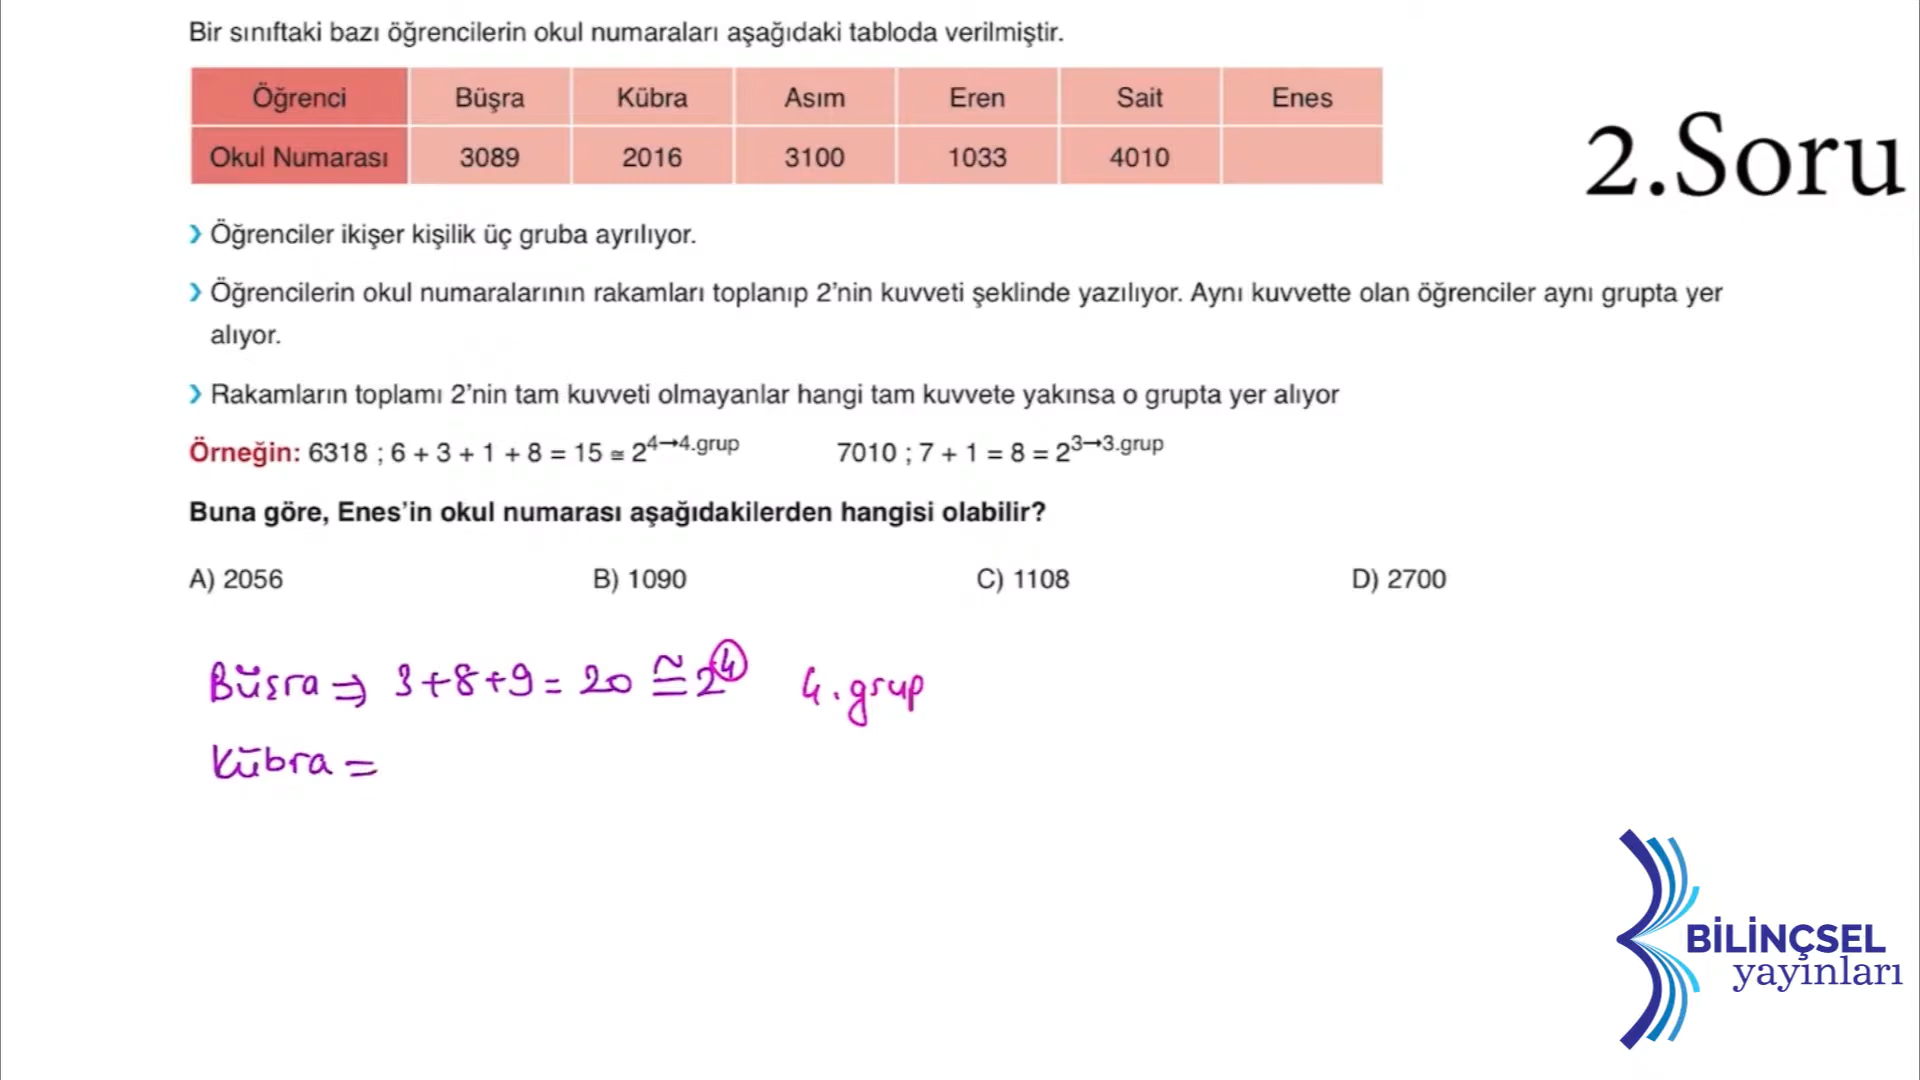 Bir sınıftaki bazı öğrencilerin okul numaraları aşağıdaki tabloda verilmiştir.
Öğrenci Büşra Kübra Asım Eren Sait Enes
Okul Numarası 3089 2016 3100 1033 4010
2.Soru
› Öğrenciler ikişer kişilik üç gruba ayrılıyor.
› Öğrencilerin okul numaralarının rakamları toplanıp 2’nin kuvveti şeklinde yazılıyor. Aynı kuvvette olan öğrenciler aynı grupta yer
alıyor.
› Rakamların toplamı 2’nin tam kuvveti olmayanlar hangi tam kuvvete yakınsa o grupta yer alıyor
Örneğin: 6318 ; 6 + 3 + 1 + 8 = 15 ≅ 2⁴→4.grup 7010 ; 7 + 1 = 8 = 2³→3.grup
Buna göre, Enes’in okul numarası aşağıdakilerden hangisi olabilir?
A) 2056 B) 1090 C) 1108 D) 2700
Büşra ⇒ 3+8+9 = 20 ≅ 2⁴ 4.grup
Kübra =
BİLİNÇSEL
yayınları